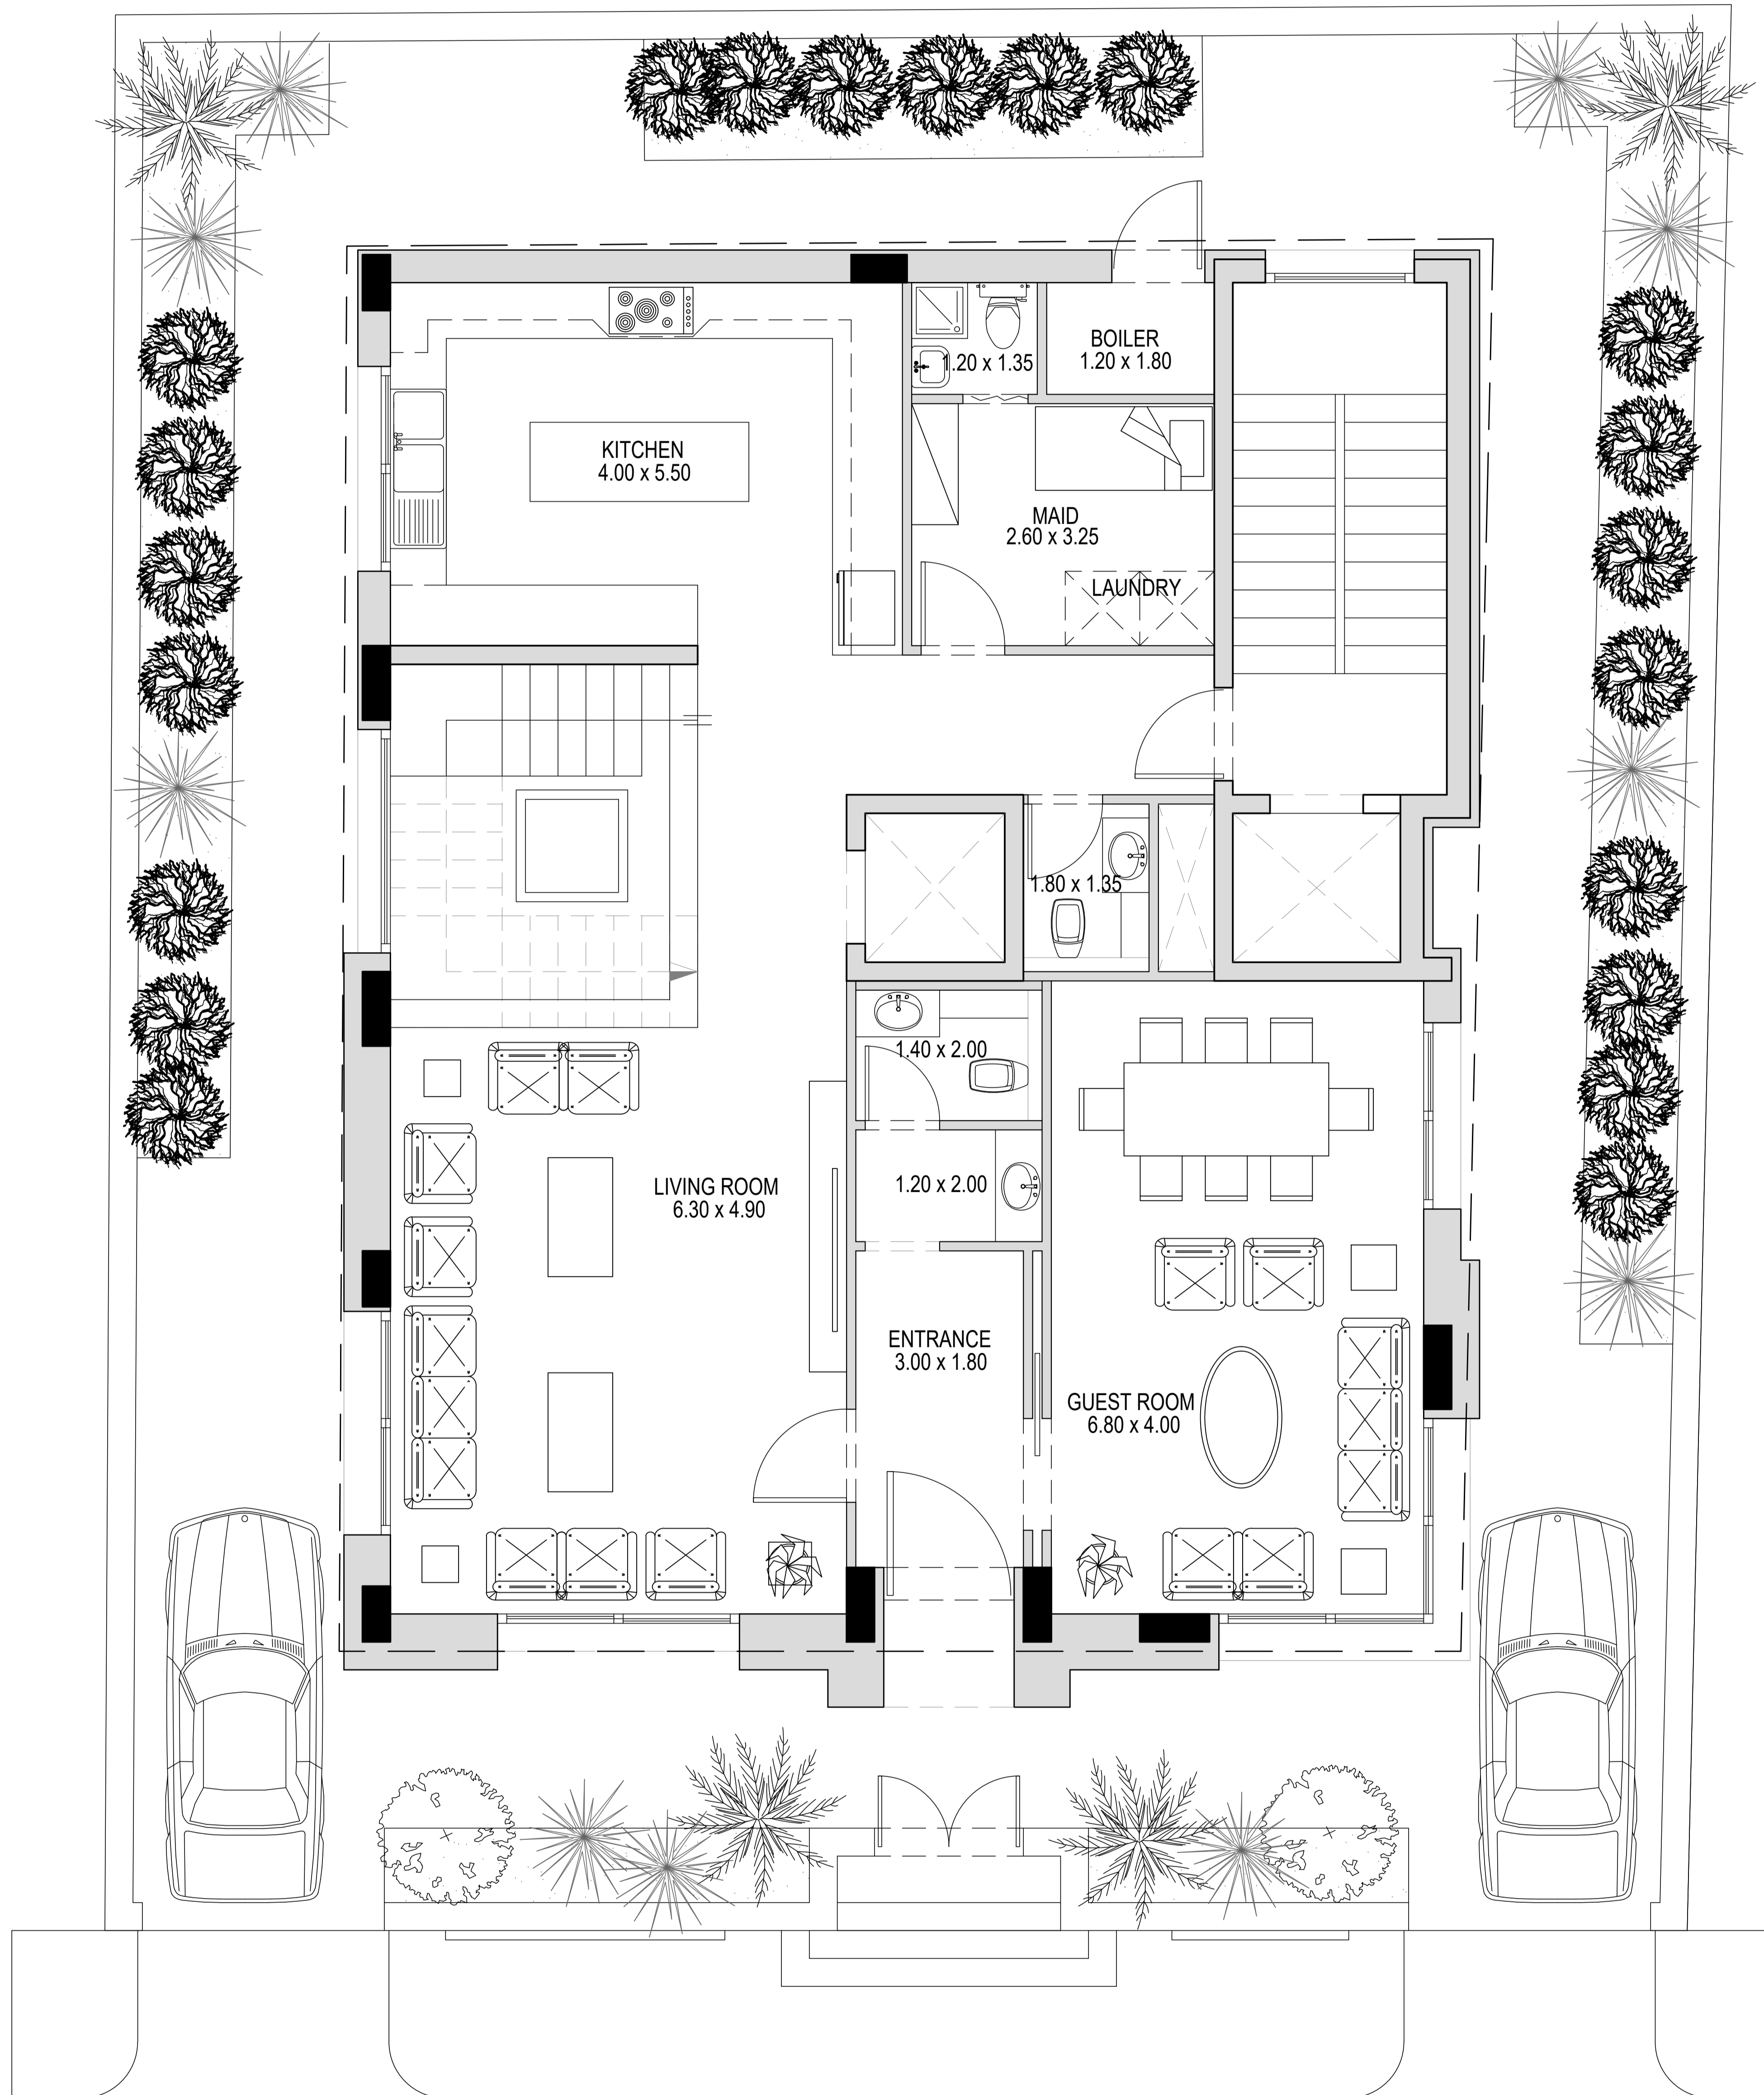 BOILER
1.20 x 1.80
1.20 x 1.35
KITCHEN
4.00 x 5.50
MAID
2.60 x 3.25
LAUNDRY
1.80 x 1.35
1.40 x 2.00
1.20 x 2.00
LIVING ROOM
6.30 x 4.90
ENTRANCE
3.00 x 1.80
GUEST ROOM
6.80 x 4.00